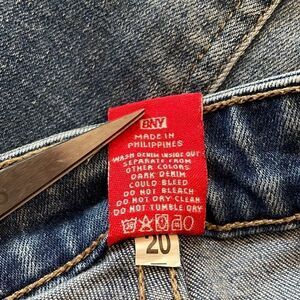 BNY
MADE IN
PHILIPPINES
WASH DENIM INSIDE OUT
SEPARATE FROM
OTHER COLORS
DARK DENIM
COULD BLEED
DO NOT BLEACH
DO NOT DRY CLEAN
DO NOT TUMBLE DRY
20